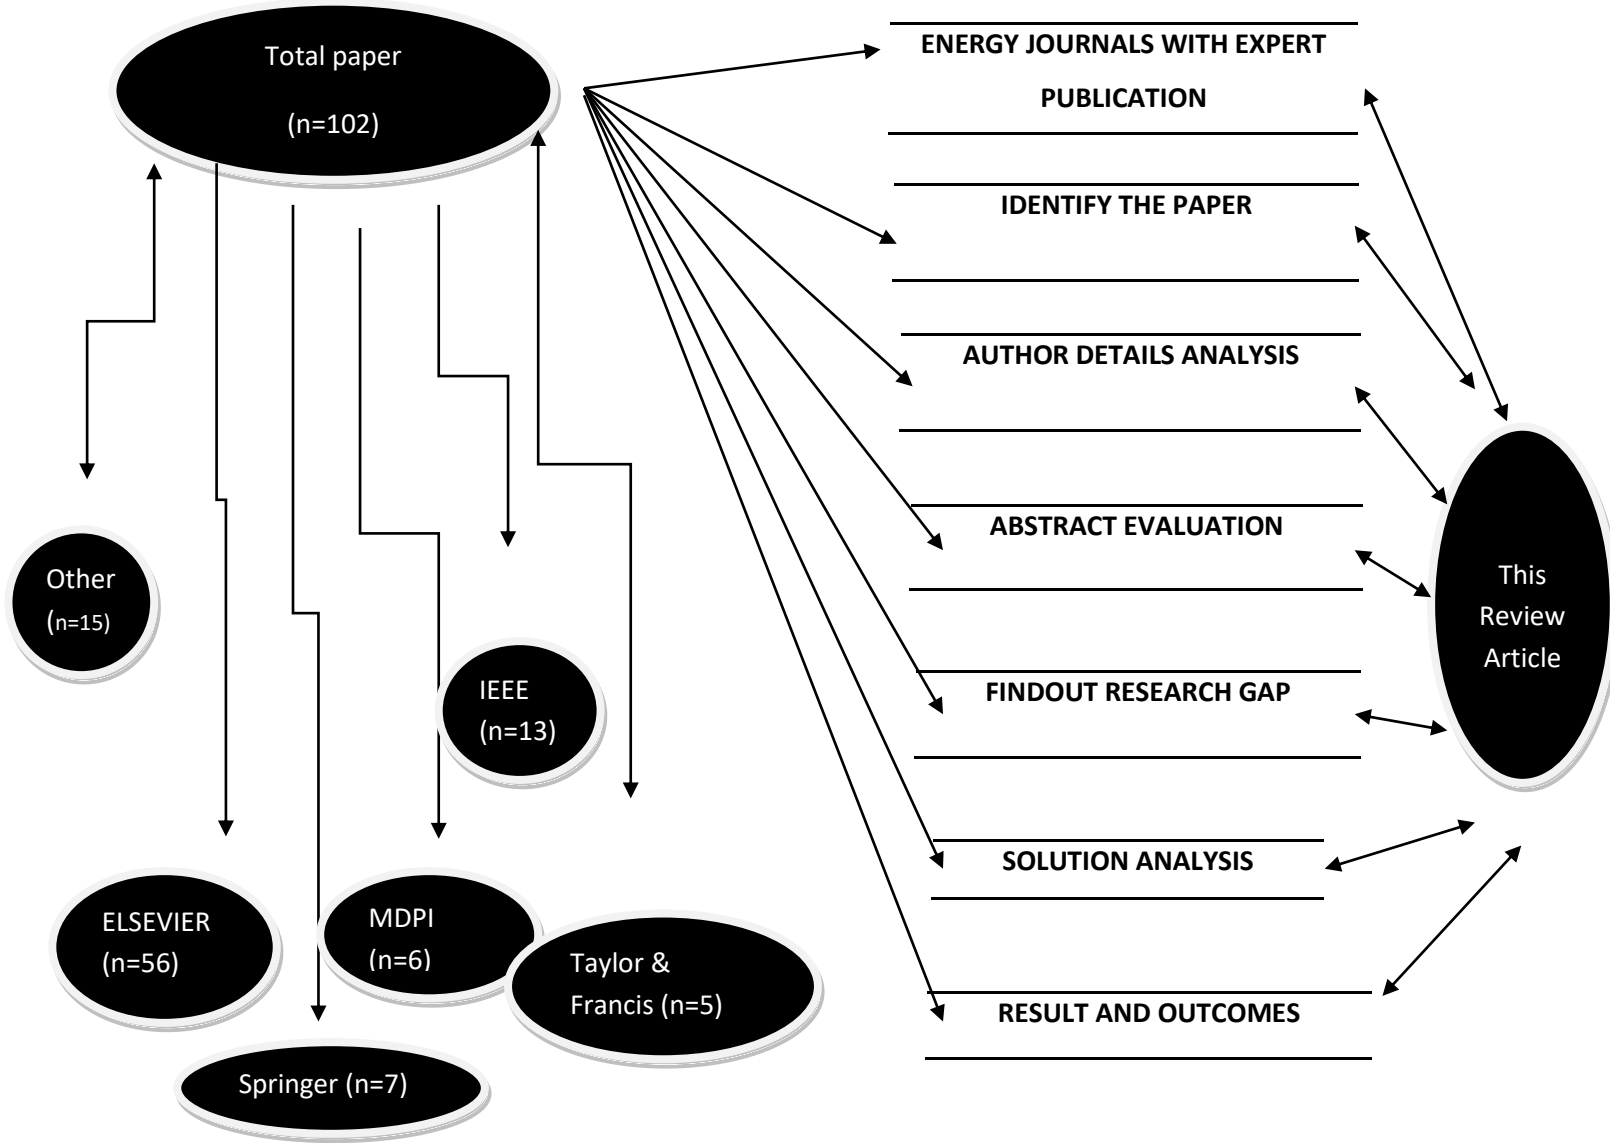 Total paper
(n=102)
ENERGY JOURNALS WITH EXPERT
PUBLICATION
IDENTIFY THE PAPER
AUTHOR DETAILS ANALYSIS
ABSTRACT EVALUATION
FINDOUT RESEARCH GAP
SOLUTION ANALYSIS
RESULT AND OUTCOMES
This
Review
Article
Other
(n=15)
IEEE
(n=13)
ELSEVIER
(n=56)
MDPI
(n=6)
Taylor &
Francis (n=5)
Springer (n=7)